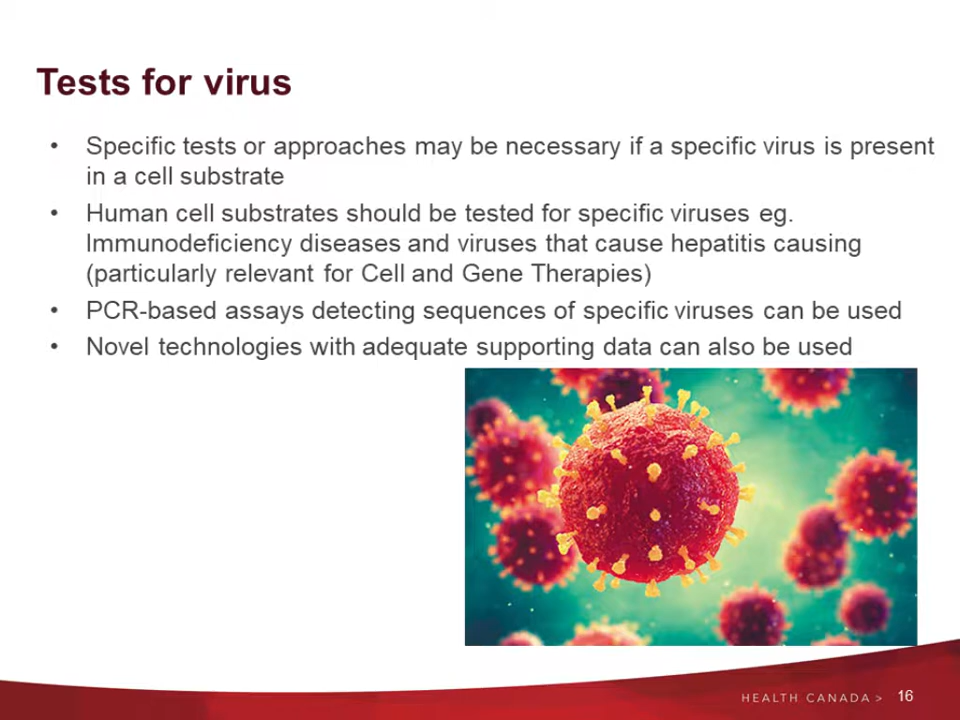 Tests for virus
• Specific tests or approaches may be necessary if a specific virus is present
in a cell substrate
• Human cell substrates should be tested for specific viruses eg.
Immunodeficiency diseases and viruses that cause hepatitis causing
(particularly relevant for Cell and Gene Therapies)
• PCR-based assays detecting sequences of specific viruses can be used
• Novel technologies with adequate supporting data can also be used
HEALTH CANADA > 16